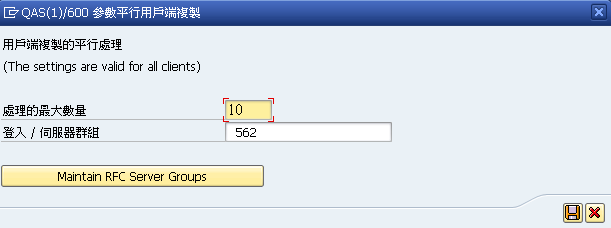 QAS(1)/600 參數平行用戶端複製
用戶端複製的平行處理
(The settings are valid for all clients)
處理的最大數量 10
登入 / 伺服器群組 562
Maintain RFC Server Groups